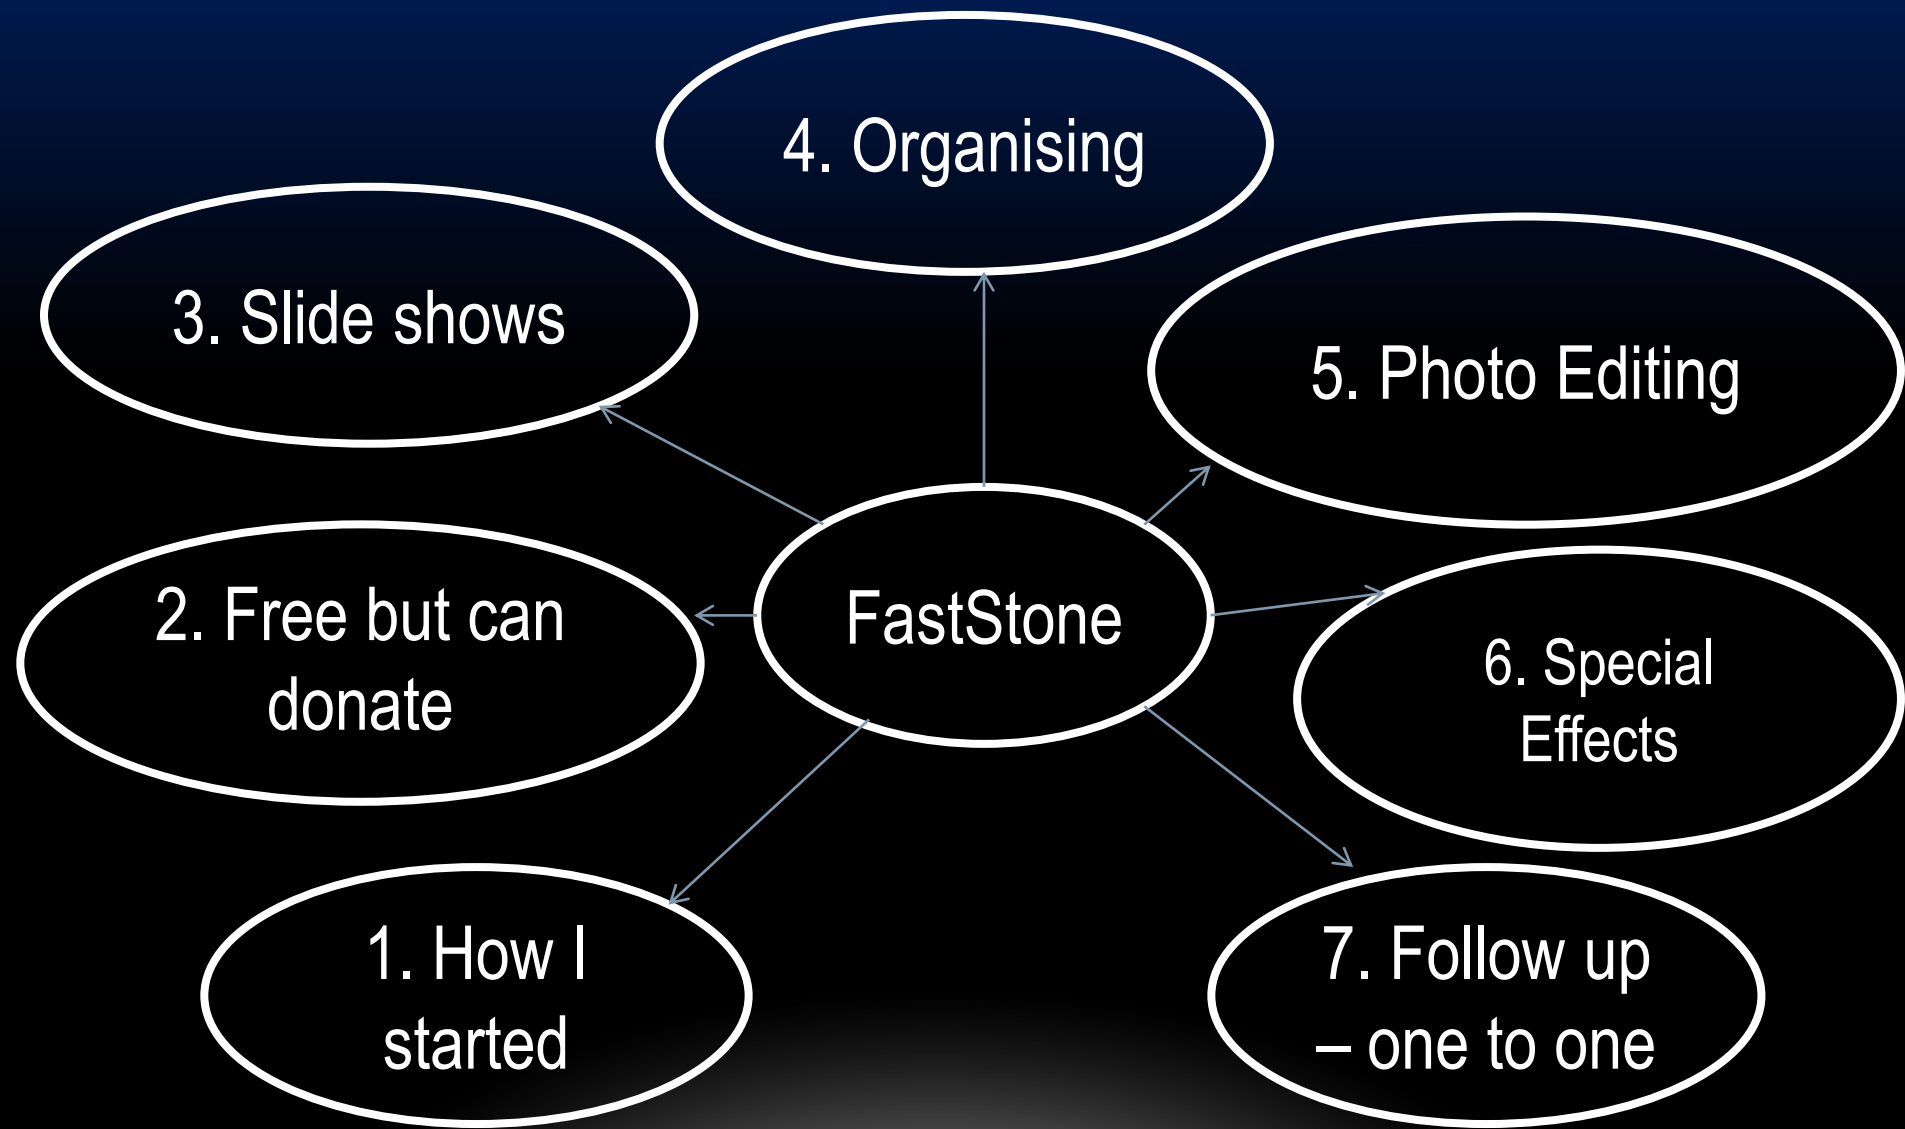 4. Organising
3. Slide shows
5. Photo Editing
2. Free but can
donate
FastStone
6. Special
Effects
1. How I
started
7. Follow up
– one to one